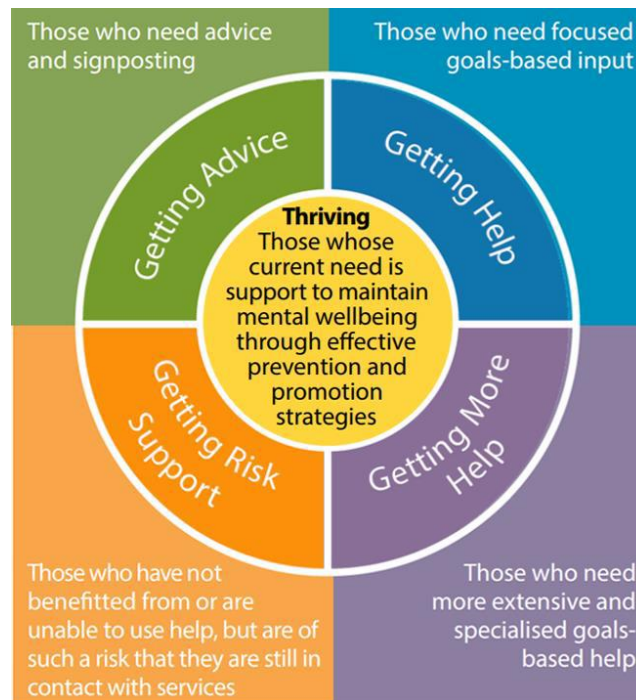 Those who need advice
and signposting
Those who need focused
goals-based input
Getting Advice
Getting Help
Thriving
Those whose
current need is
support to maintain
mental wellbeing
through effective
prevention and
promotion
strategies
Getting Risk
Support
Getting More
Help
Those who have not
benefitted from or are
unable to use help, but are of
such a risk that they are still in
contact with services
Those who need
more extensive and
specialised goals-
based help